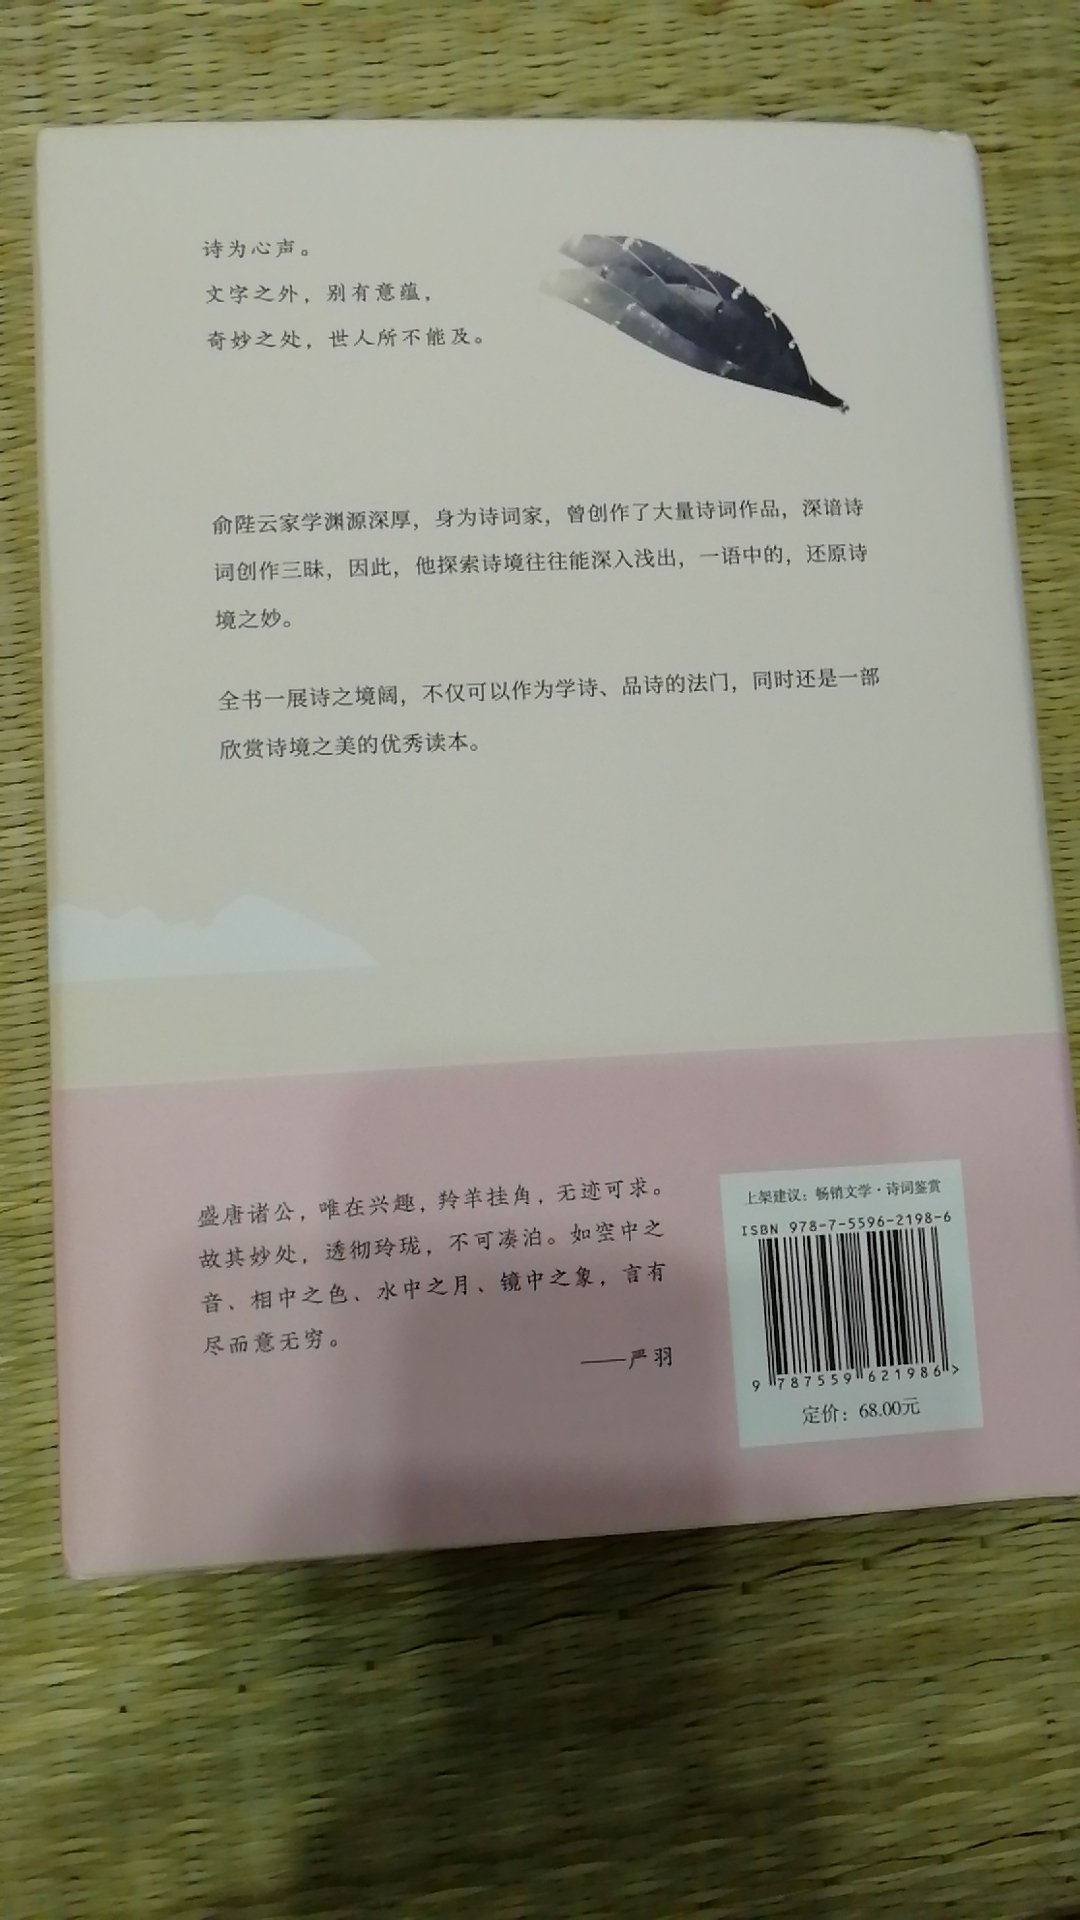 诗为心声。
文字之外，别有意蕴，
奇妙之处，世人所不能及。
俞陛云家学渊源深厚，身为诗词家，曾创作了大量诗词作品，深谙诗
词创作三昧，因此，他探索诗境往往能深入浅出，一语中的，还原诗
境之妙。
全书一展诗之境阔，不仅可以作为学诗、品诗的法门，同时还是一部
欣赏诗境之美的优秀读本。
盛唐诸公，唯在兴趣，羚羊挂角，无迹可求。
故其妙处，透彻玲珑，不可凑泊。如空中之
音、相中之色、水中之月、镜中之象，言有
尽而意无穷。
——严羽
上架建议：畅销文学·诗词鉴赏
ISBN 978-7-5596-2198-6
9 787559 621986 >
定价：68.00元